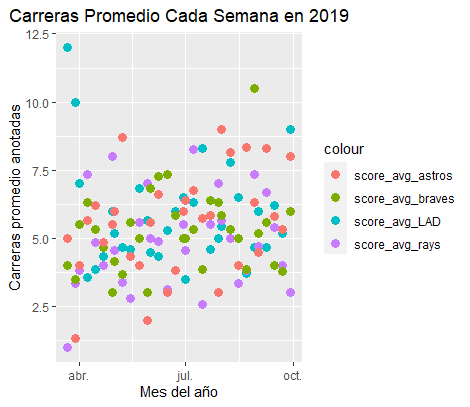 Carreras Promedio Cada Semana en 2019
Carreras promedio anotadas
12.5
10.0
7.5
5.0
2.5
abr.
jul.
oct.
Mes del año
colour
score_avg_astros
score_avg_braves
score_avg_LAD
score_avg_rays